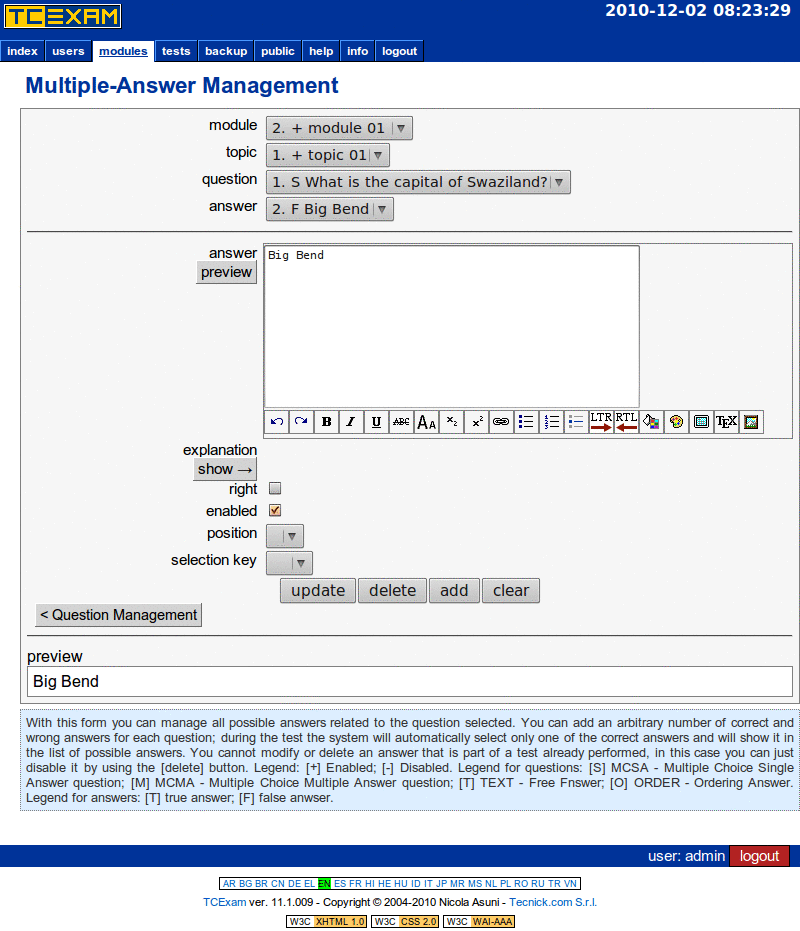 TCEXAM
2010-12-02 08:23:29
index users modules tests backup public help info logout
Multiple-Answer Management
module 2. + module 01
topic 1. + topic 01
question 1. S What is the capital of Swaziland?
answer 2. F Big Bend
answer
preview
Big Bend
B I U ABC AA x2 x2 LTR RTL TEX
explanation
show →
right
enabled
position
selection key
update delete add clear
< Question Management
preview
Big Bend
With this form you can manage all possible answers related to the question selected. You can add an arbitrary number of correct and
wrong answers for each question; during the test the system will automatically select only one of the correct answers and will show it in
the list of possible answers. You cannot modify or delete an answer that is part of a test already performed, in this case you can just
disable it by using the [delete] button. Legend: [+] Enabled; [-] Disabled. Legend for questions: [S] MCSA - Multiple Choice Single
Answer question; [M] MCMA - Multiple Choice Multiple Answer question; [T] TEXT - Free Fnswer; [O] ORDER - Ordering Answer.
Legend for answers: [T] true answer; [F] false anwser.
user: admin logout
AR BG BR CN DE EL EN ES FR HI HE HU ID IT JP MR MS NL PL RO RU TR VN
TCExam ver. 11.1.009 - Copyright © 2004-2010 Nicola Asuni - Tecnick.com S.r.l.
W3C XHTML 1.0 W3C CSS 2.0 W3C WAI-AAA